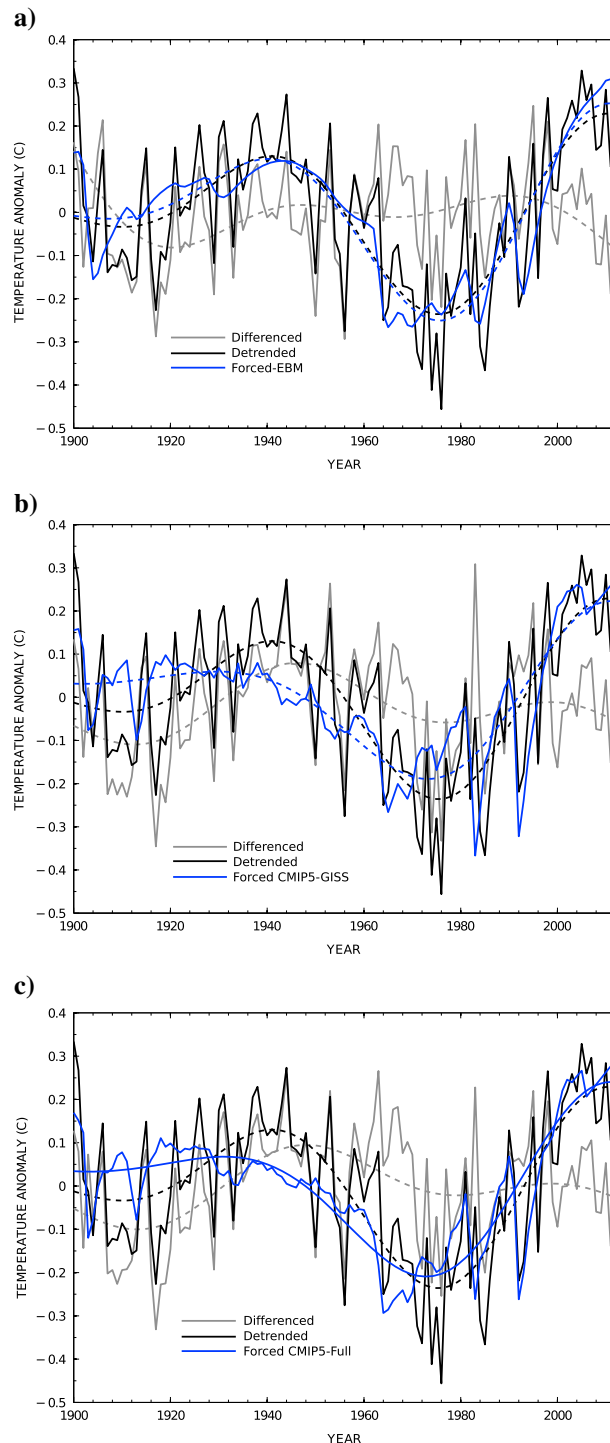 a)
0.4
0.3
0.2
0.1
0
−0.1
−0.2
−0.3
−0.4
−0.5
TEMPERATURE ANOMALY (C)
Differenced
Detrended
Forced-EBM
1900 1920 1940 1960 1980 2000
YEAR
b)
0.4
0.3
0.2
0.1
0
−0.1
−0.2
−0.3
−0.4
−0.5
TEMPERATURE ANOMALY (C)
Differenced
Detrended
Forced CMIP5-GISS
1900 1920 1940 1960 1980 2000
YEAR
c)
0.4
0.3
0.2
0.1
0
−0.1
−0.2
−0.3
−0.4
−0.5
TEMPERATURE ANOMALY (C)
Differenced
Detrended
Forced CMIP5-Full
1900 1920 1940 1960 1980 2000
YEAR